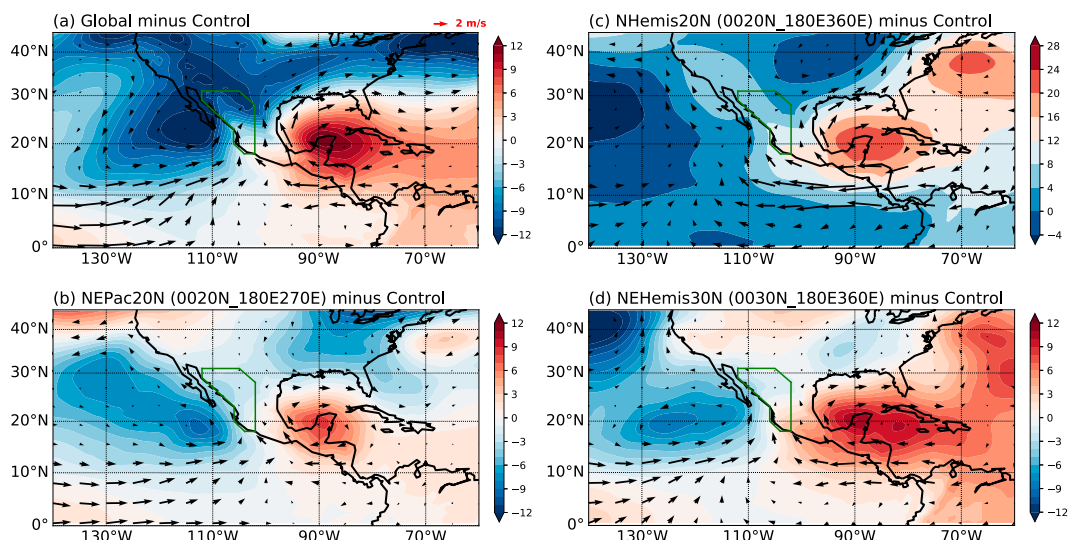 (a) Global minus Control
2 m/s
40°N
30°N
20°N
10°N
0°
130°W 110°W 90°W 70°W
12
9
6
3
0
−3
−6
−9
−12
(c) NHemis20N (0020N_180E360E) minus Control
40°N
30°N
20°N
10°N
0°
130°W 110°W 90°W 70°W
28
24
20
16
12
8
4
0
−4
(b) NEPac20N (0020N_180E270E) minus Control
40°N
30°N
20°N
10°N
0°
130°W 110°W 90°W 70°W
12
9
6
3
0
−3
−6
−9
−12
(d) NEHemis30N (0030N_180E360E) minus Control
40°N
30°N
20°N
10°N
0°
130°W 110°W 90°W 70°W
12
9
6
3
0
−3
−6
−9
−12